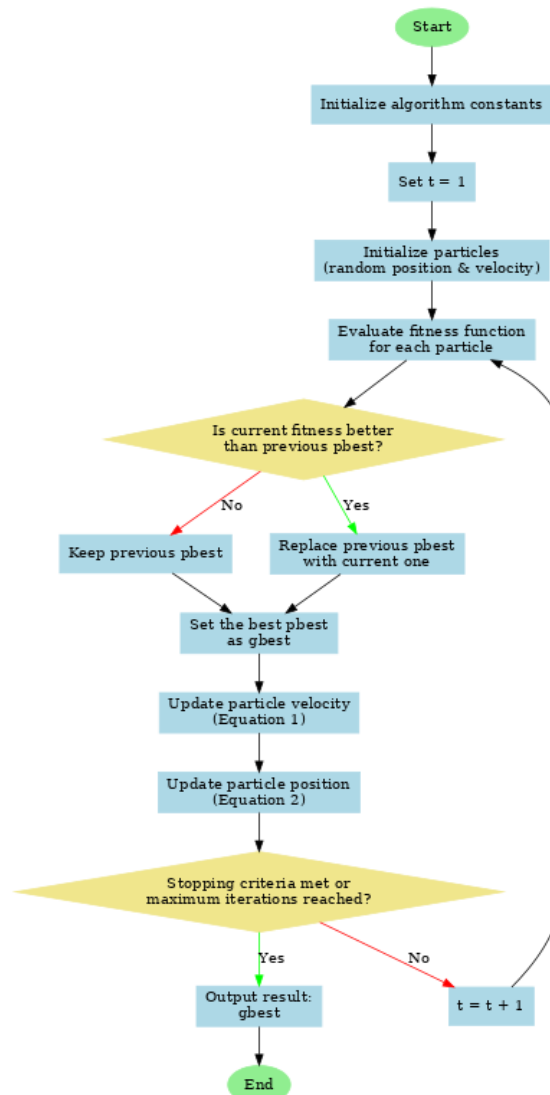 Start
Initialize algorithm constants
Set t = 1
Initialize particles
(random position & velocity)
Evaluate fitness function
for each particle
Is current fitness better
than previous pbest?
No
Yes
Keep previous pbest
Replace previous pbest
with current one
Set the best pbest
as gbest
Update particle velocity
(Equation 1)
Update particle position
(Equation 2)
Stopping criteria met or
maximum iterations reached?
Yes
No
Output result:
gbest
t = t + 1
End